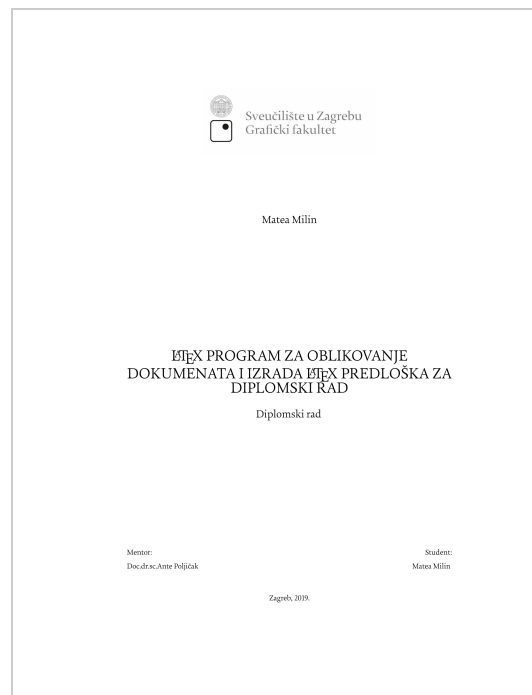 Sveučilište u Zagrebu
Grafički fakultet
Matea Milin
LATEX PROGRAM ZA OBLIKOVANJE
DOKUMENATA I IZRADA LATEX PREDLOŠKA ZA
DIPLOMSKI RAD
Diplomski rad
Mentor: Student:
Doc.dr.sc.Ante Poljičak Matea Milin
Zagreb, 2019.